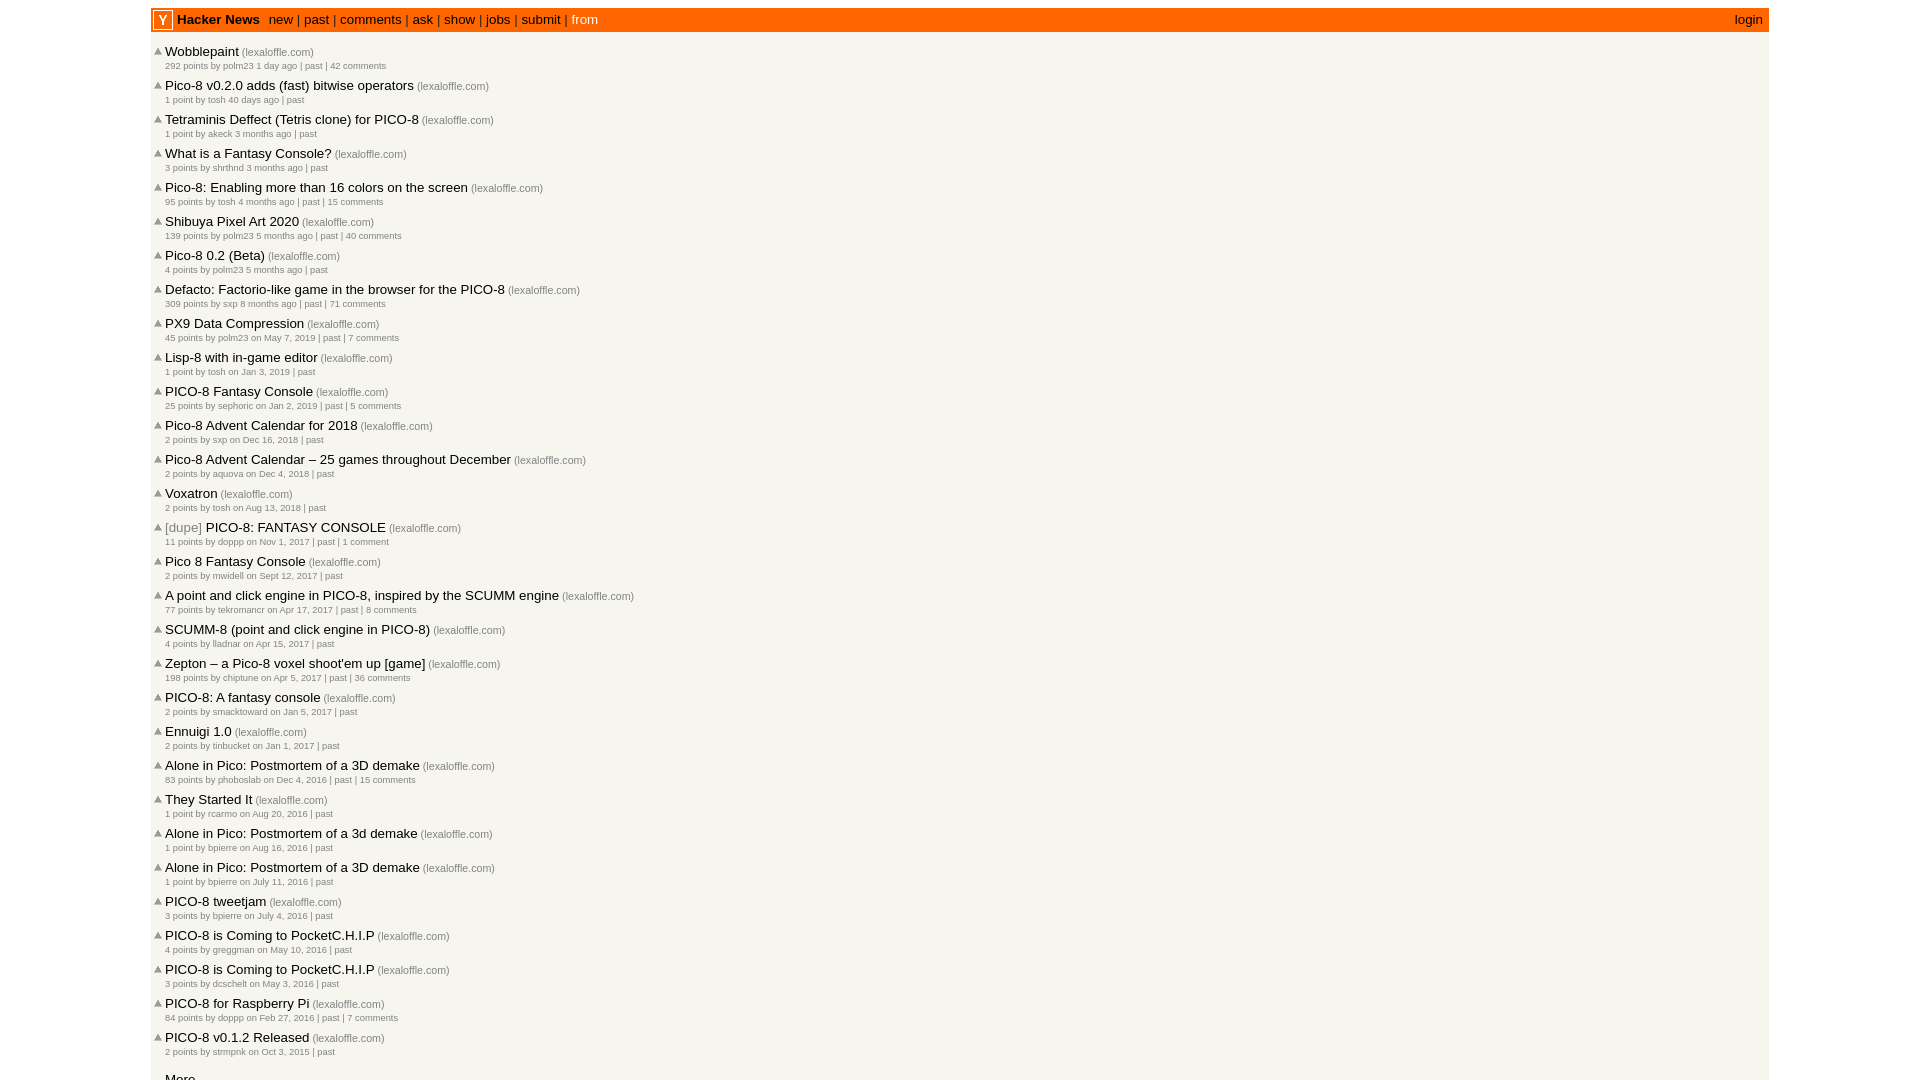 Y Hacker News new | past | comments | ask | show | jobs | submit | from login
Wobblepaint (lexaloffle.com)
292 points by polm23 1 day ago | past | 42 comments
Pico-8 v0.2.0 adds (fast) bitwise operators (lexaloffle.com)
1 point by tosh 40 days ago | past
Tetraminis Deffect (Tetris clone) for PICO-8 (lexaloffle.com)
1 point by akeck 3 months ago | past
What is a Fantasy Console? (lexaloffle.com)
3 points by shrthnd 3 months ago | past
Pico-8: Enabling more than 16 colors on the screen (lexaloffle.com)
95 points by tosh 4 months ago | past | 15 comments
Shibuya Pixel Art 2020 (lexaloffle.com)
139 points by polm23 5 months ago | past | 40 comments
Pico-8 0.2 (Beta) (lexaloffle.com)
4 points by polm23 5 months ago | past
Defacto: Factorio-like game in the browser for the PICO-8 (lexaloffle.com)
309 points by sxp 8 months ago | past | 71 comments
PX9 Data Compression (lexaloffle.com)
45 points by polm23 on May 7, 2019 | past | 7 comments
Lisp-8 with in-game editor (lexaloffle.com)
1 point by tosh on Jan 3, 2019 | past
PICO-8 Fantasy Console (lexaloffle.com)
25 points by sephoric on Jan 2, 2019 | past | 5 comments
Pico-8 Advent Calendar for 2018 (lexaloffle.com)
2 points by sxp on Dec 16, 2018 | past
Pico-8 Advent Calendar – 25 games throughout December (lexaloffle.com)
2 points by aquova on Dec 4, 2018 | past
Voxatron (lexaloffle.com)
2 points by tosh on Aug 13, 2018 | past
[dupe] PICO-8: FANTASY CONSOLE (lexaloffle.com)
11 points by doppp on Nov 1, 2017 | past | 1 comment
Pico 8 Fantasy Console (lexaloffle.com)
2 points by mwidell on Sept 12, 2017 | past
A point and click engine in PICO-8, inspired by the SCUMM engine (lexaloffle.com)
77 points by tekromancr on Apr 17, 2017 | past | 8 comments
SCUMM-8 (point and click engine in PICO-8) (lexaloffle.com)
4 points by lladnar on Apr 15, 2017 | past
Zepton – a Pico-8 voxel shoot'em up [game] (lexaloffle.com)
198 points by chiptune on Apr 5, 2017 | past | 36 comments
PICO-8: A fantasy console (lexaloffle.com)
2 points by smacktoward on Jan 5, 2017 | past
Ennuigi 1.0 (lexaloffle.com)
2 points by tinbucket on Jan 1, 2017 | past
Alone in Pico: Postmortem of a 3D demake (lexaloffle.com)
83 points by phoboslab on Dec 4, 2016 | past | 15 comments
They Started It (lexaloffle.com)
1 point by rcarmo on Aug 20, 2016 | past
Alone in Pico: Postmortem of a 3d demake (lexaloffle.com)
1 point by bpierre on Aug 16, 2016 | past
Alone in Pico: Postmortem of a 3D demake (lexaloffle.com)
1 point by bpierre on July 11, 2016 | past
PICO-8 tweetjam (lexaloffle.com)
3 points by bpierre on July 4, 2016 | past
PICO-8 is Coming to PocketC.H.I.P (lexaloffle.com)
4 points by greggman on May 10, 2016 | past
PICO-8 is Coming to PocketC.H.I.P (lexaloffle.com)
3 points by dcschelt on May 3, 2016 | past
PICO-8 for Raspberry Pi (lexaloffle.com)
84 points by doppp on Feb 27, 2016 | past | 7 comments
PICO-8 v0.1.2 Released (lexaloffle.com)
2 points by strmpnk on Oct 3, 2015 | past
More